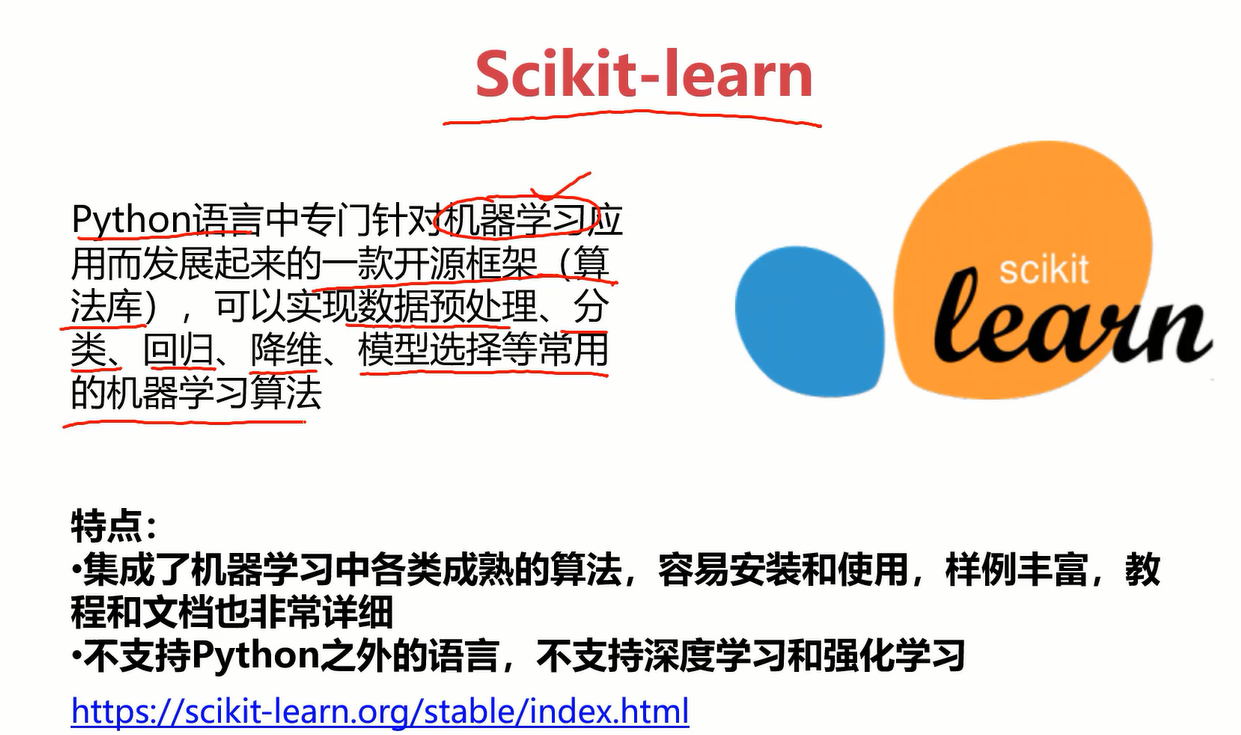 Scikit-learn
Python语言中专门针对机器学习应
用而发展起来的一款开源框架（算
法库），可以实现数据预处理、分
类、回归、降维、模型选择等常用
的机器学习算法
scikit
learn
特点：
•集成了机器学习中各类成熟的算法，容易安装和使用，样例丰富，教
程和文档也非常详细
•不支持Python之外的语言，不支持深度学习和强化学习
https://scikit-learn.org/stable/index.html